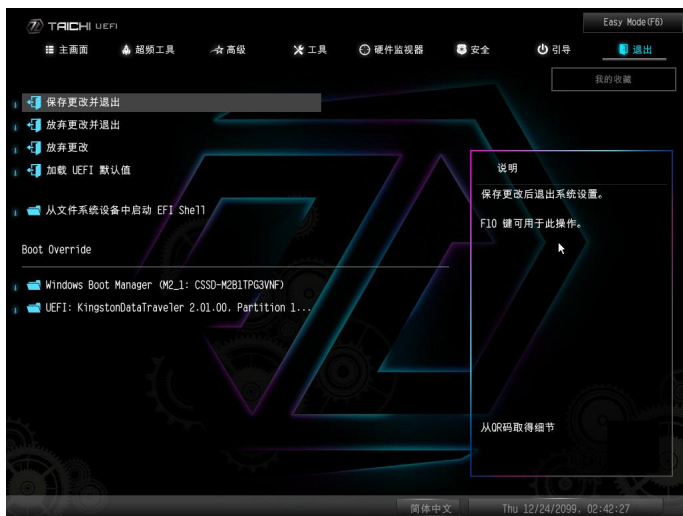 TAICHI UEFI
Easy Mode(F6)
主画面 超频工具 高级 工具 硬件监视器 安全 引导 退出
我的收藏
保存更改并退出
放弃更改并退出
放弃更改
加载 UEFI 默认值
从文件系统设备中启动 EFI Shell
Boot Override
Windows Boot Manager (M2_1: CSSD-M2B1TPG3VNF)
UEFI: KingstonDataTraveler 2.01.00, Partition 1...
说明
保存更改后退出系统设置。
F10 键可用于此操作。
从QR码取得细节
简体中文
Thu 12/24/2099, 02:42:27